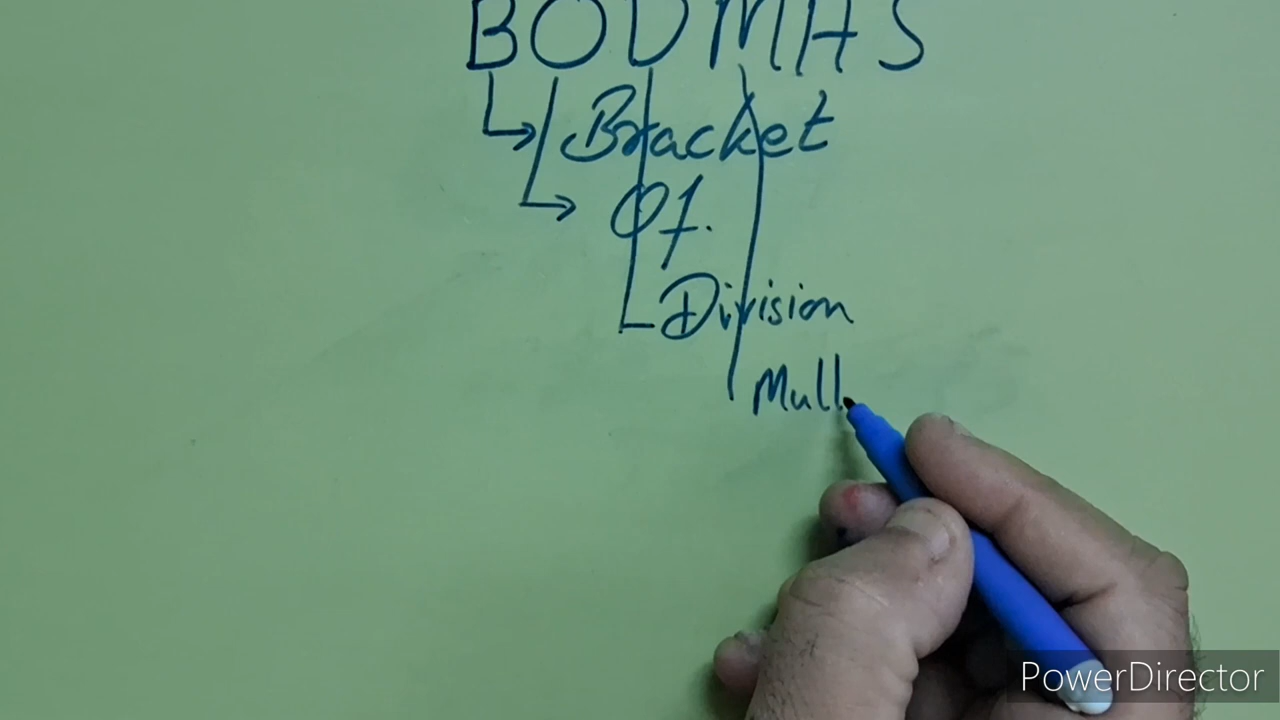 BODMAS
Bracket
Of.
Division
Mull
PowerDirector